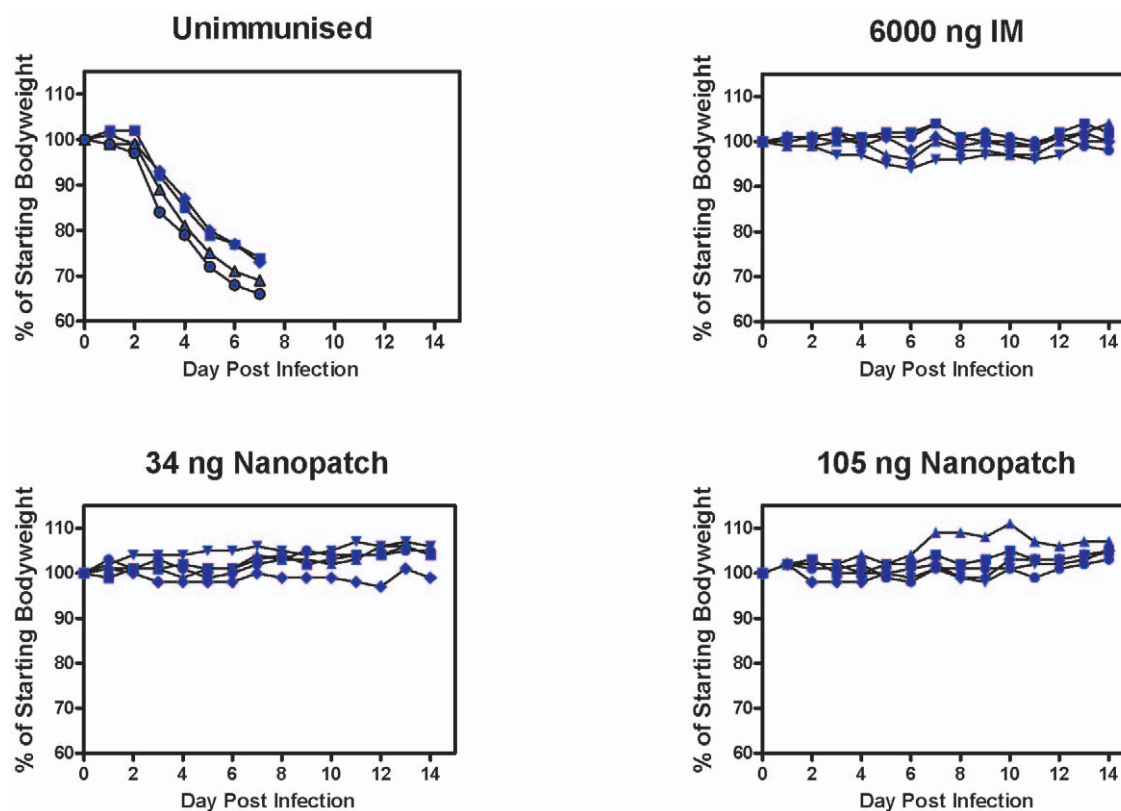 Unimmunised
% of Starting Bodyweight
110
100
90
80
70
60
0 2 4 6 8 10 12 14
Day Post Infection
6000 ng IM
% of Starting Bodyweight
110
100
90
80
70
60
0 2 4 6 8 10 12 14
Day Post Infection
34 ng Nanopatch
% of Starting Bodyweight
110
100
90
80
70
60
0 2 4 6 8 10 12 14
Day Post Infection
105 ng Nanopatch
% of Starting Bodyweight
110
100
90
80
70
60
0 2 4 6 8 10 12 14
Day Post Infection